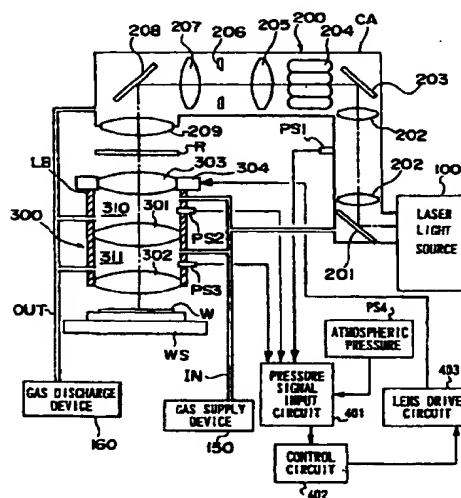 208
207
206
205
200
204
CA
203
209
202
PS1
R
LB
303
304
202
100
LASER
LIGHT
SOURCE
310
301
PS2
300
201
311
302
PS3
PS4
OUT
W
WS
ATMOSPHERIC
PRESSURE
403
IN
PRESSURE
SIGNAL
INPUT
CIRCUIT
401
LENS DRIVE
CIRCUIT
GAS DISCHARGE
DEVICE
160
GAS SUPPLY
DEVICE
150
CONTROL
CIRCUIT
402